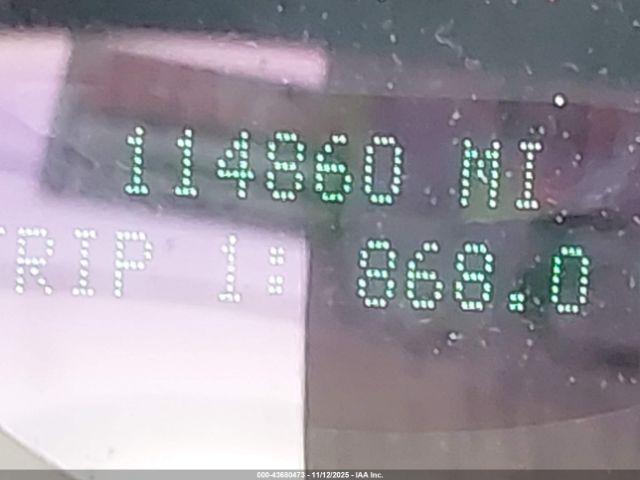 114860 MI
TRIP 1: 868.0
000-43680473 - 11/12/2025 - IAA Inc.